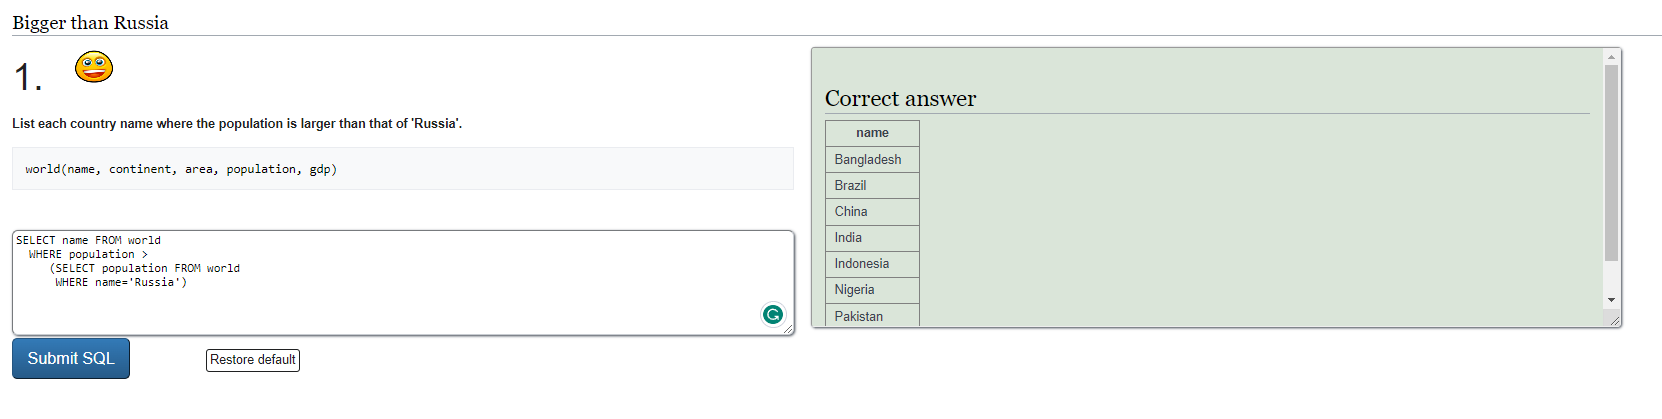 Bigger than Russia
1.
List each country name where the population is larger than that of 'Russia'.
world(name, continent, area, population, gdp)
SELECT name FROM world
WHERE population >
(SELECT population FROM world
WHERE name='Russia')
Submit SQL
Restore default
Correct answer
name
Bangladesh
Brazil
China
India
Indonesia
Nigeria
Pakistan